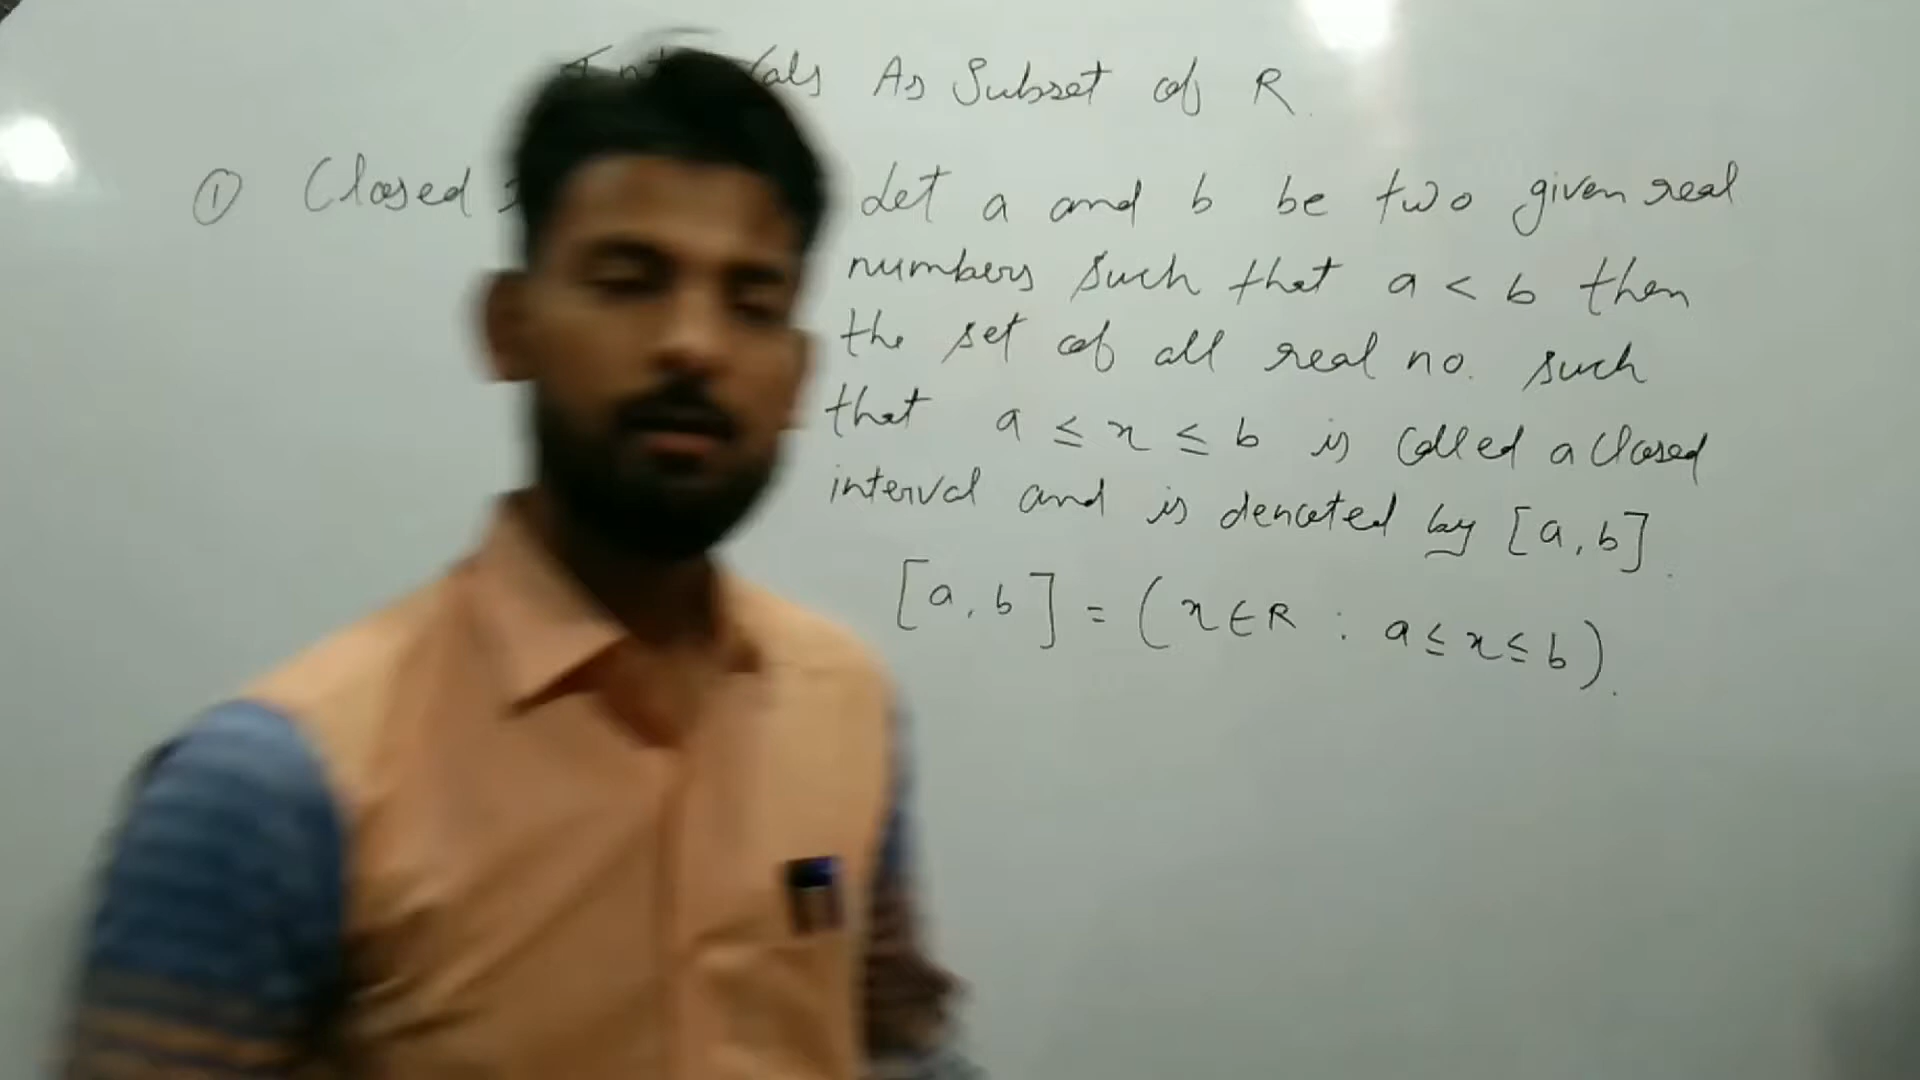 As Subset of R.
① Closed Let a and b be two given real
numbers such that a < b then
the set of all real no. such
that a ≤ x ≤ b is called a closed
interval and is denoted by [a, b].
[a, b] = (x ∈ R : a ≤ x ≤ b).